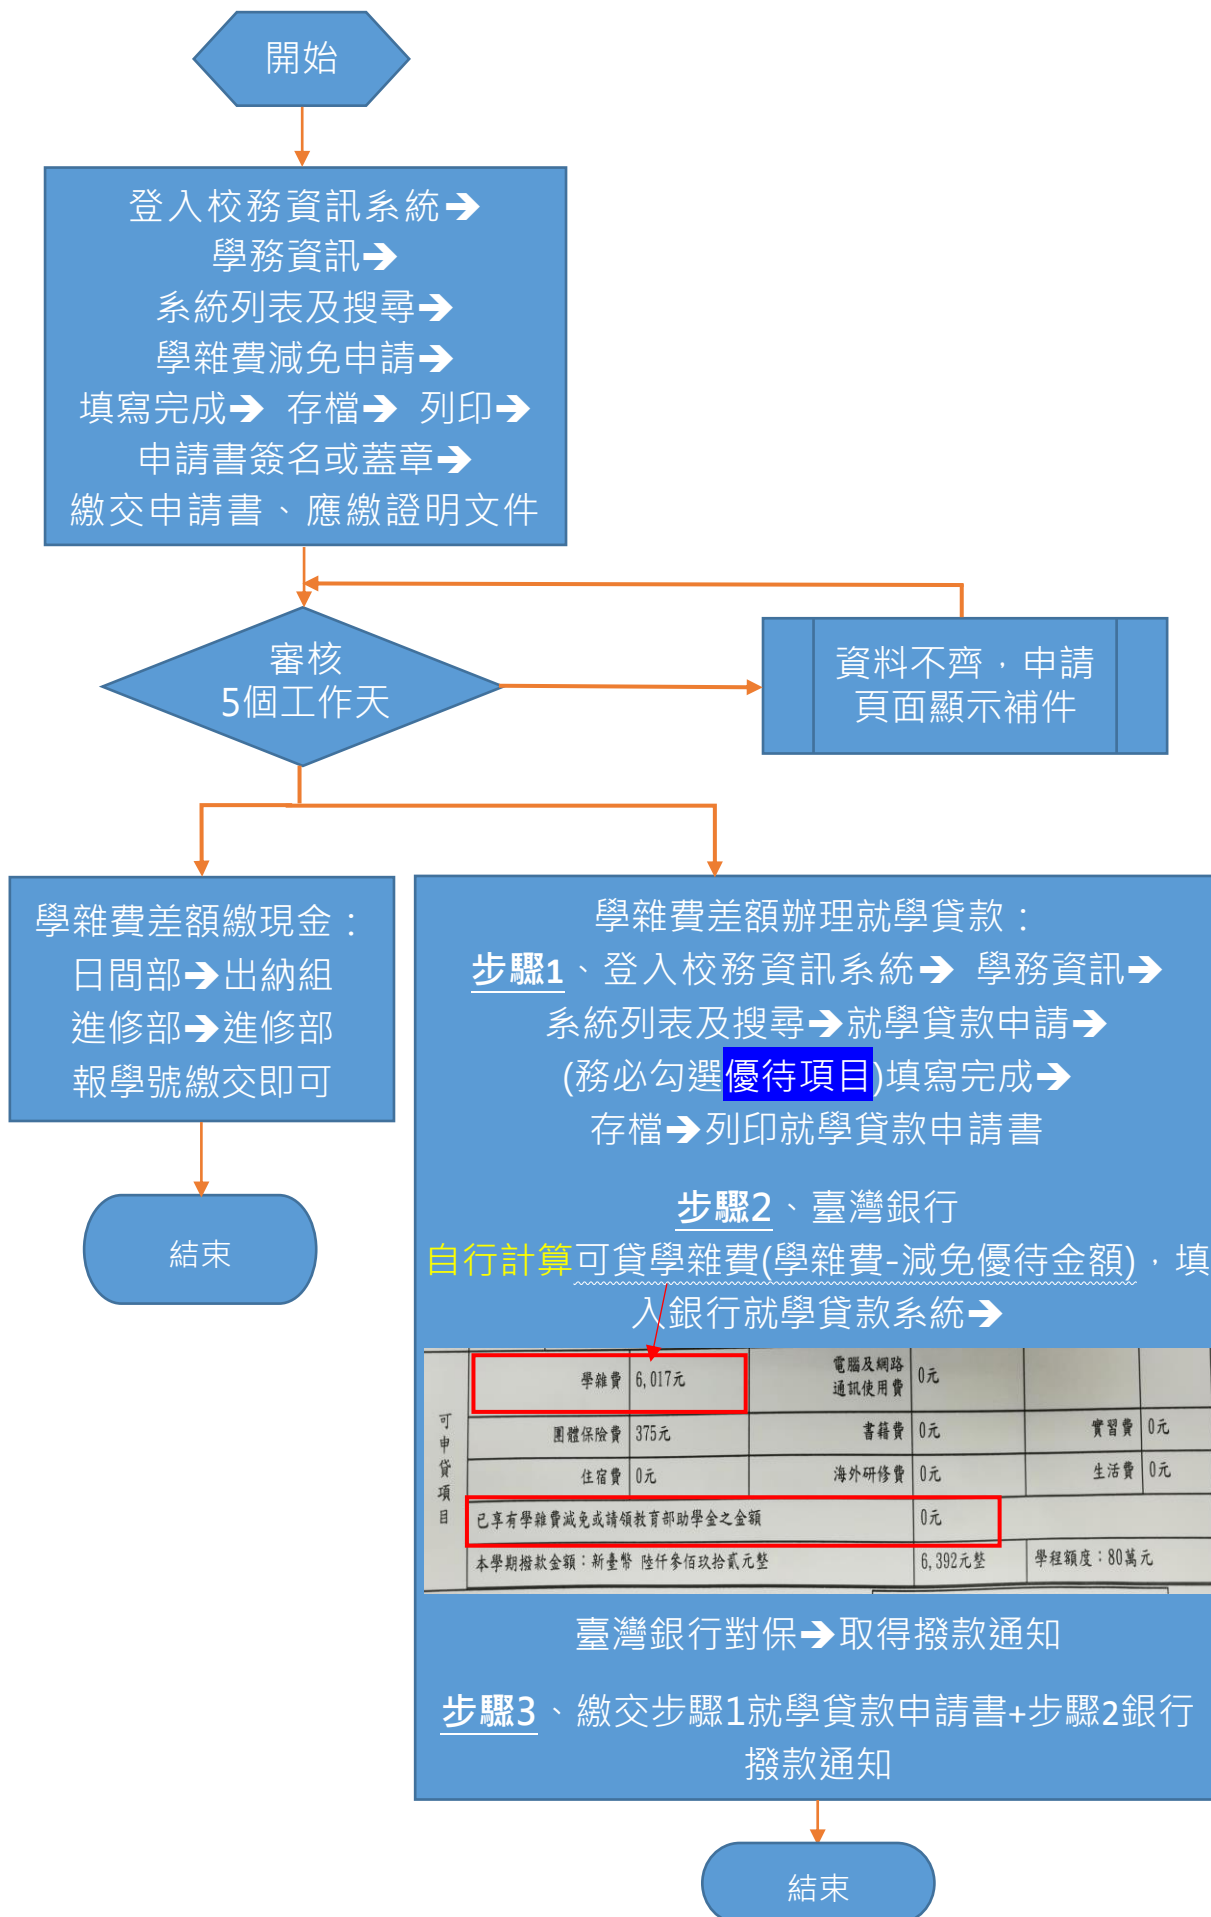 開始
登入校務資訊系統➔
學務資訊➔
系統列表及搜尋➔
學雜費減免申請➔
填寫完成➔ 存檔➔ 列印➔
申請書簽名或蓋章➔
繳交申請書、應繳證明文件
審核
5個工作天
資料不齊，申請
頁面顯示補件
學雜費差額繳現金：
日間部➔出納組
進修部➔進修部
報學號繳交即可
結束
學雜費差額辦理就學貸款：
步驟1、登入校務資訊系統➔ 學務資訊➔
系統列表及搜尋➔就學貸款申請➔
(務必勾選優待項目)填寫完成➔
存檔➔列印就學貸款申請書
步驟2、臺灣銀行
自行計算可貸學雜費(學雜費-減免優待金額)，填
入銀行就學貸款系統➔
可申貸項目
學雜費 6,017元 電腦及網路通訊使用費 0元
團體保險費 375元 書籍費 0元 實習費 0元
住宿費 0元 海外研修費 0元 生活費 0元
已享有學雜費減免或請領教育部助學金之金額 0元
本學期撥款金額：新臺幣 陸仟參佰玖拾貳元整 6,392元整 學程額度：80萬元
臺灣銀行對保➔取得撥款通知
步驟3、繳交步驟1就學貸款申請書+步驟2銀行
撥款通知
結束